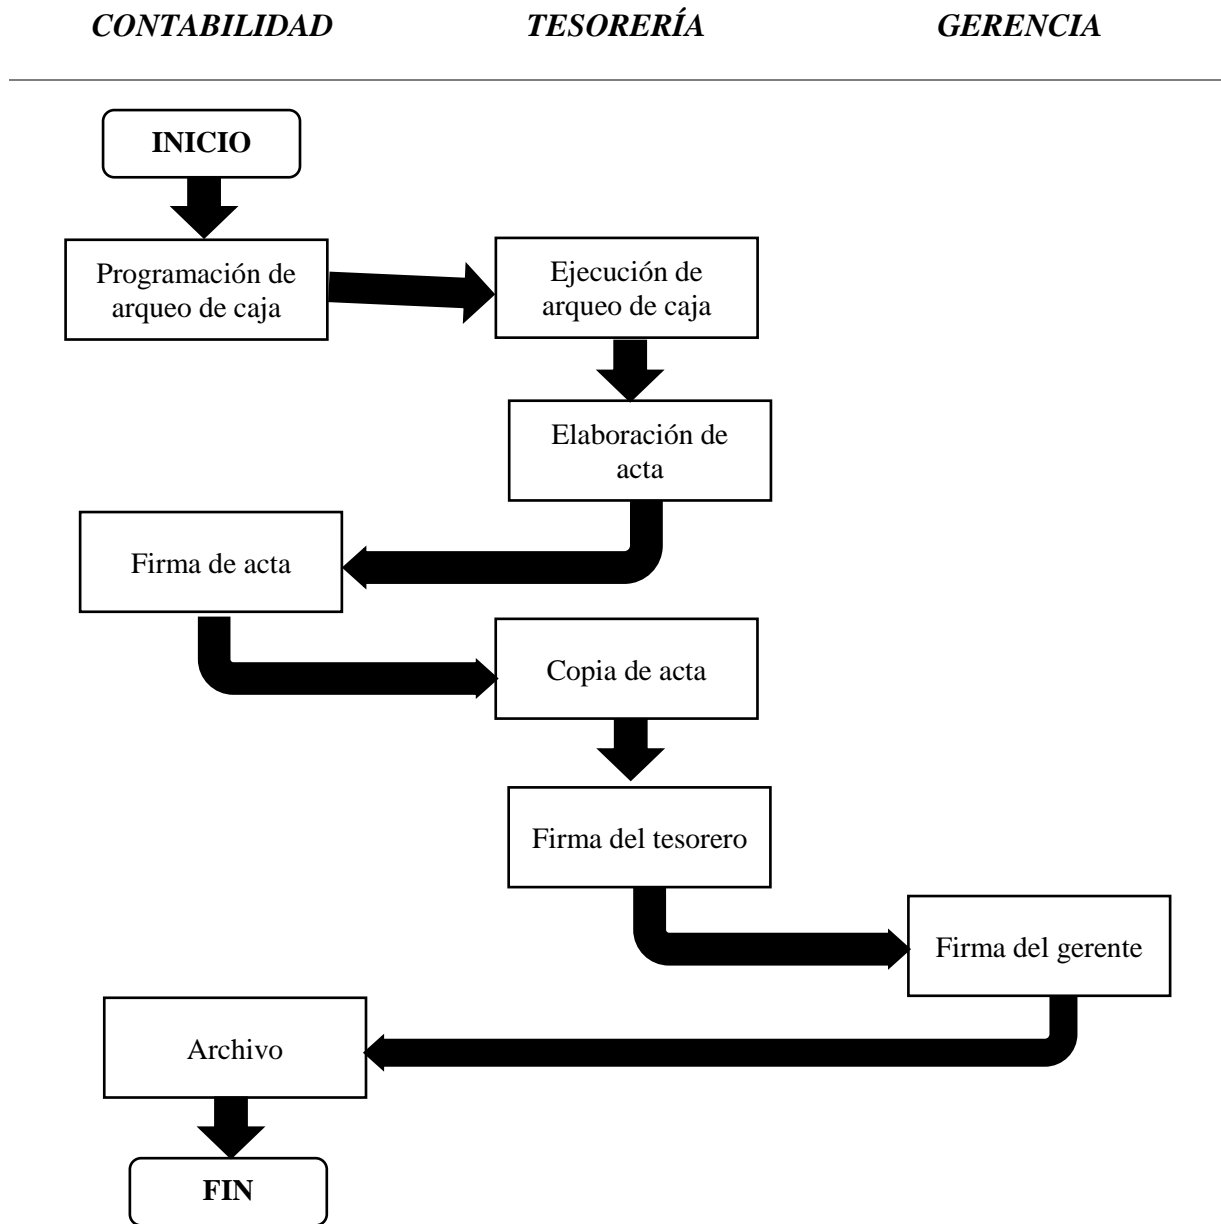 CONTABILIDAD TESORERÍA GERENCIA
INICIO
Programación de
arqueo de caja
Ejecución de
arqueo de caja
Elaboración de
acta
Firma de acta
Copia de acta
Firma del tesorero
Firma del gerente
Archivo
FIN